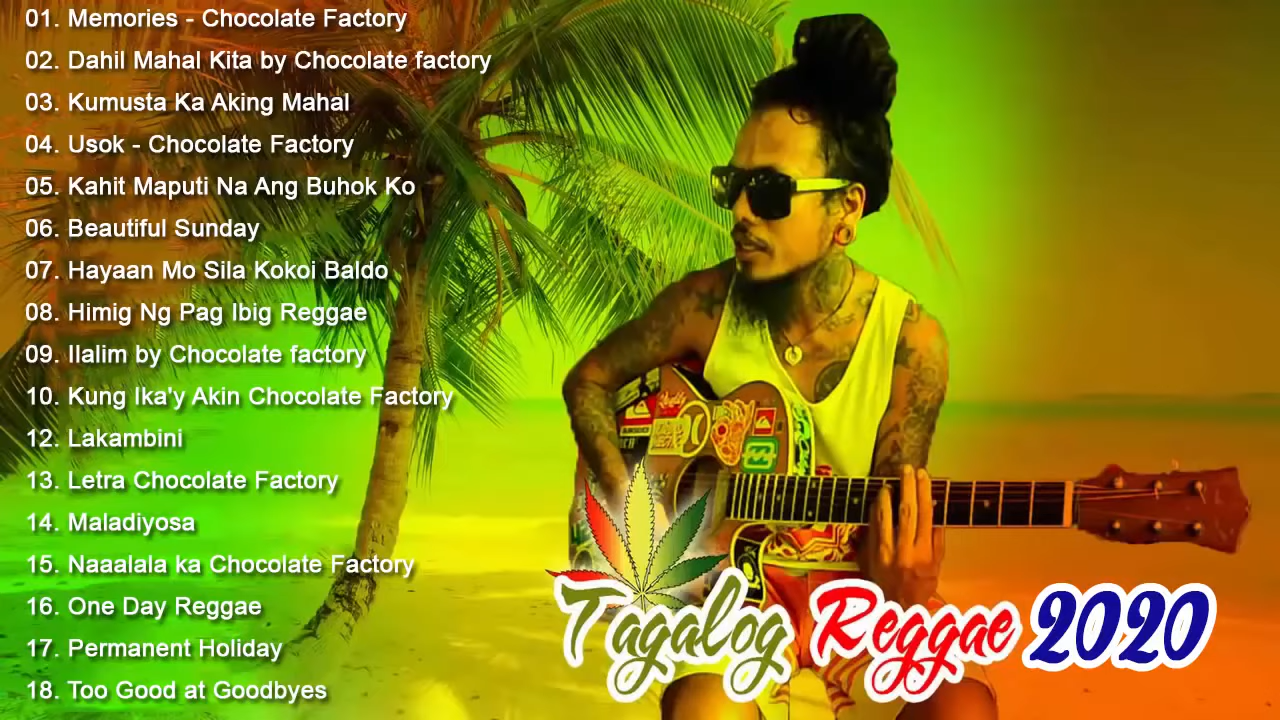 01. Memories - Chocolate Factory
02. Dahil Mahal Kita by Chocolate factory
03. Kumusta Ka Aking Mahal
04. Usok - Chocolate Factory
05. Kahit Maputi Na Ang Buhok Ko
06. Beautiful Sunday
07. Hayaan Mo Sila Kokoi Baldo
08. Himig Ng Pag Ibig Reggae
09. Ilalim by Chocolate factory
10. Kung Ika'y Akin Chocolate Factory
12. Lakambini
13. Letra Chocolate Factory
14. Maladiyosa
15. Naaalala ka Chocolate Factory
16. One Day Reggae
17. Permanent Holiday
18. Too Good at Goodbyes
Tagalog Reggae 2020